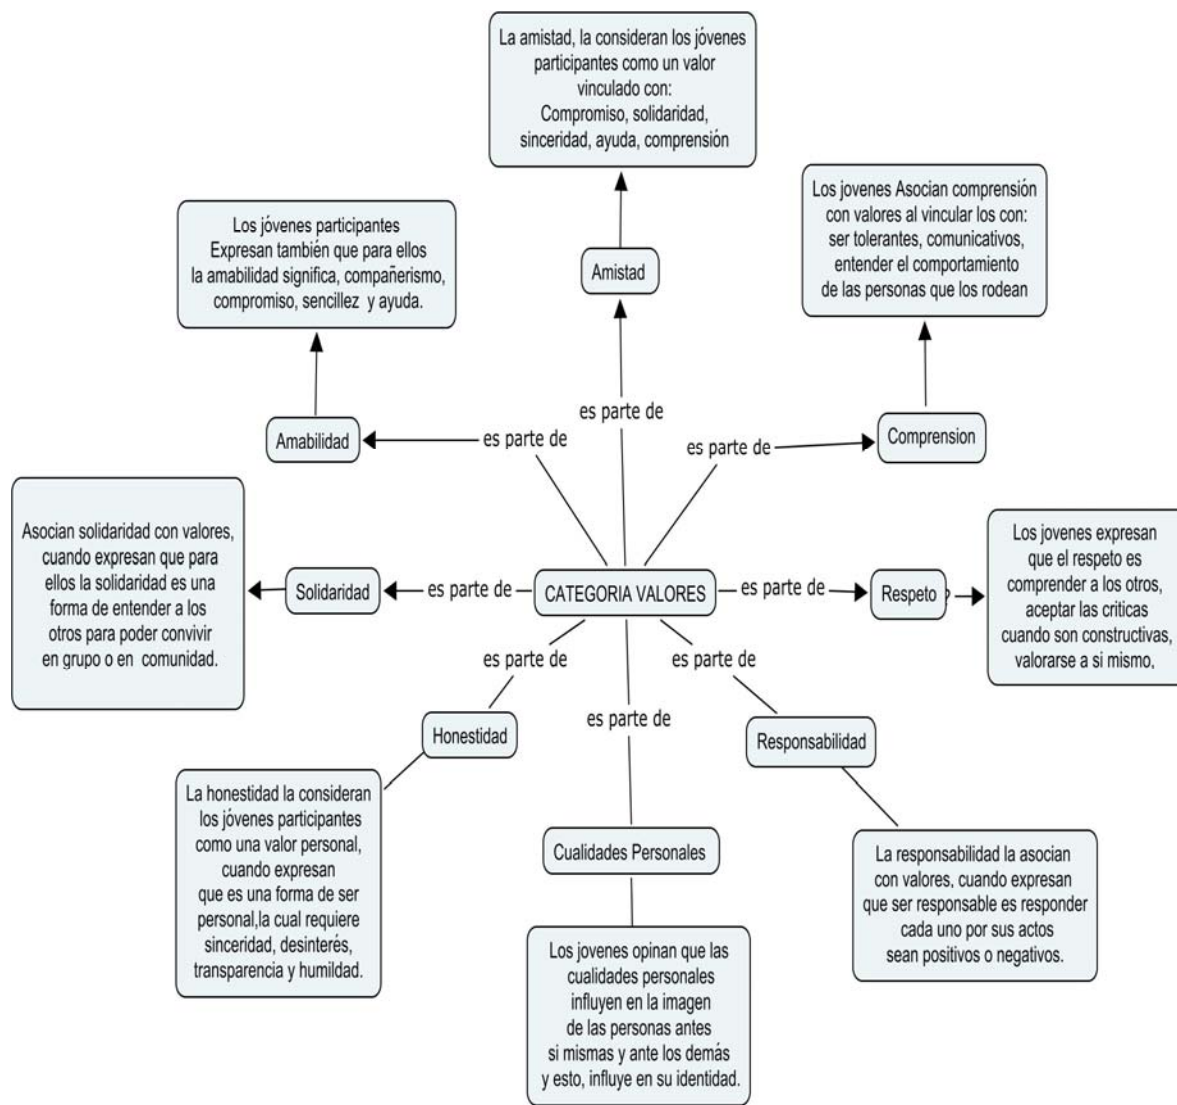 La amistad, la consideran los jóvenes
participantes como un valor
vinculado con:
Compromiso, solidaridad,
sinceridad, ayuda, comprensión
Los jovenes Asocian comprensión
con valores al vincular los con:
ser tolerantes, comunicativos,
entender el comportamiento
de las personas que los rodean
Los jóvenes participantes
Expresan también que para ellos
la amabilidad significa, compañerismo,
compromiso, sencillez y ayuda.
Amistad
es parte de
Amabilidad
es parte de
es parte de
Comprension
Asocian solidaridad con valores,
cuando expresan que para
ellos la solidaridad es una
forma de entender a los
otros para poder convivir
en grupo o en comunidad.
Solidaridad
es parte de
CATEGORIA VALORES
es parte de
Respeto
?
Los jovenes expresan
que el respeto es
comprender a los otros,
aceptar las criticas
cuando son constructivas,
valorarse a si mismo,
es parte de
es parte de
es parte de
Honestidad
Responsabilidad
La honestidad la consideran
los jóvenes participantes
como una valor personal,
cuando expresan
que es una forma de ser
personal,la cual requiere
sinceridad, desinterés,
transparencia y humildad.
Cualidades Personales
La responsabilidad la asocian
con valores, cuando expresan
que ser responsable es responder
cada uno por sus actos
sean positivos o negativos.
Los jovenes opinan que las
cualidades personales
influyen en la imagen
de las personas antes
si mismas y ante los demás
y esto, influye en su identidad.